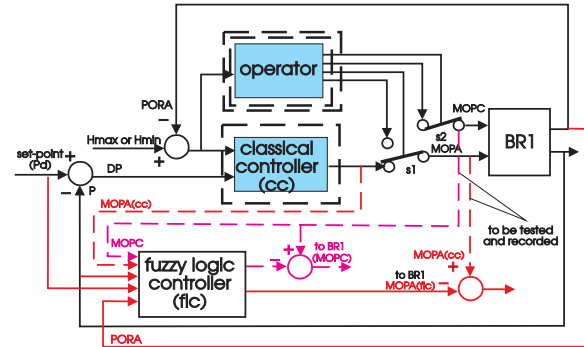 operator
PORA
MOPC
s2
Hmax or Hmin
classical
controller
(cc)
BR1
set-point
(Pd)
DP
P
MOPA
s1
MOPA(cc)
to be tested
and recorded
MOPC
fuzzy logic
controller
(flc)
to BR1
(MOPC)
MOPA(cc)
to BR1
MOPA(flc)
PORA